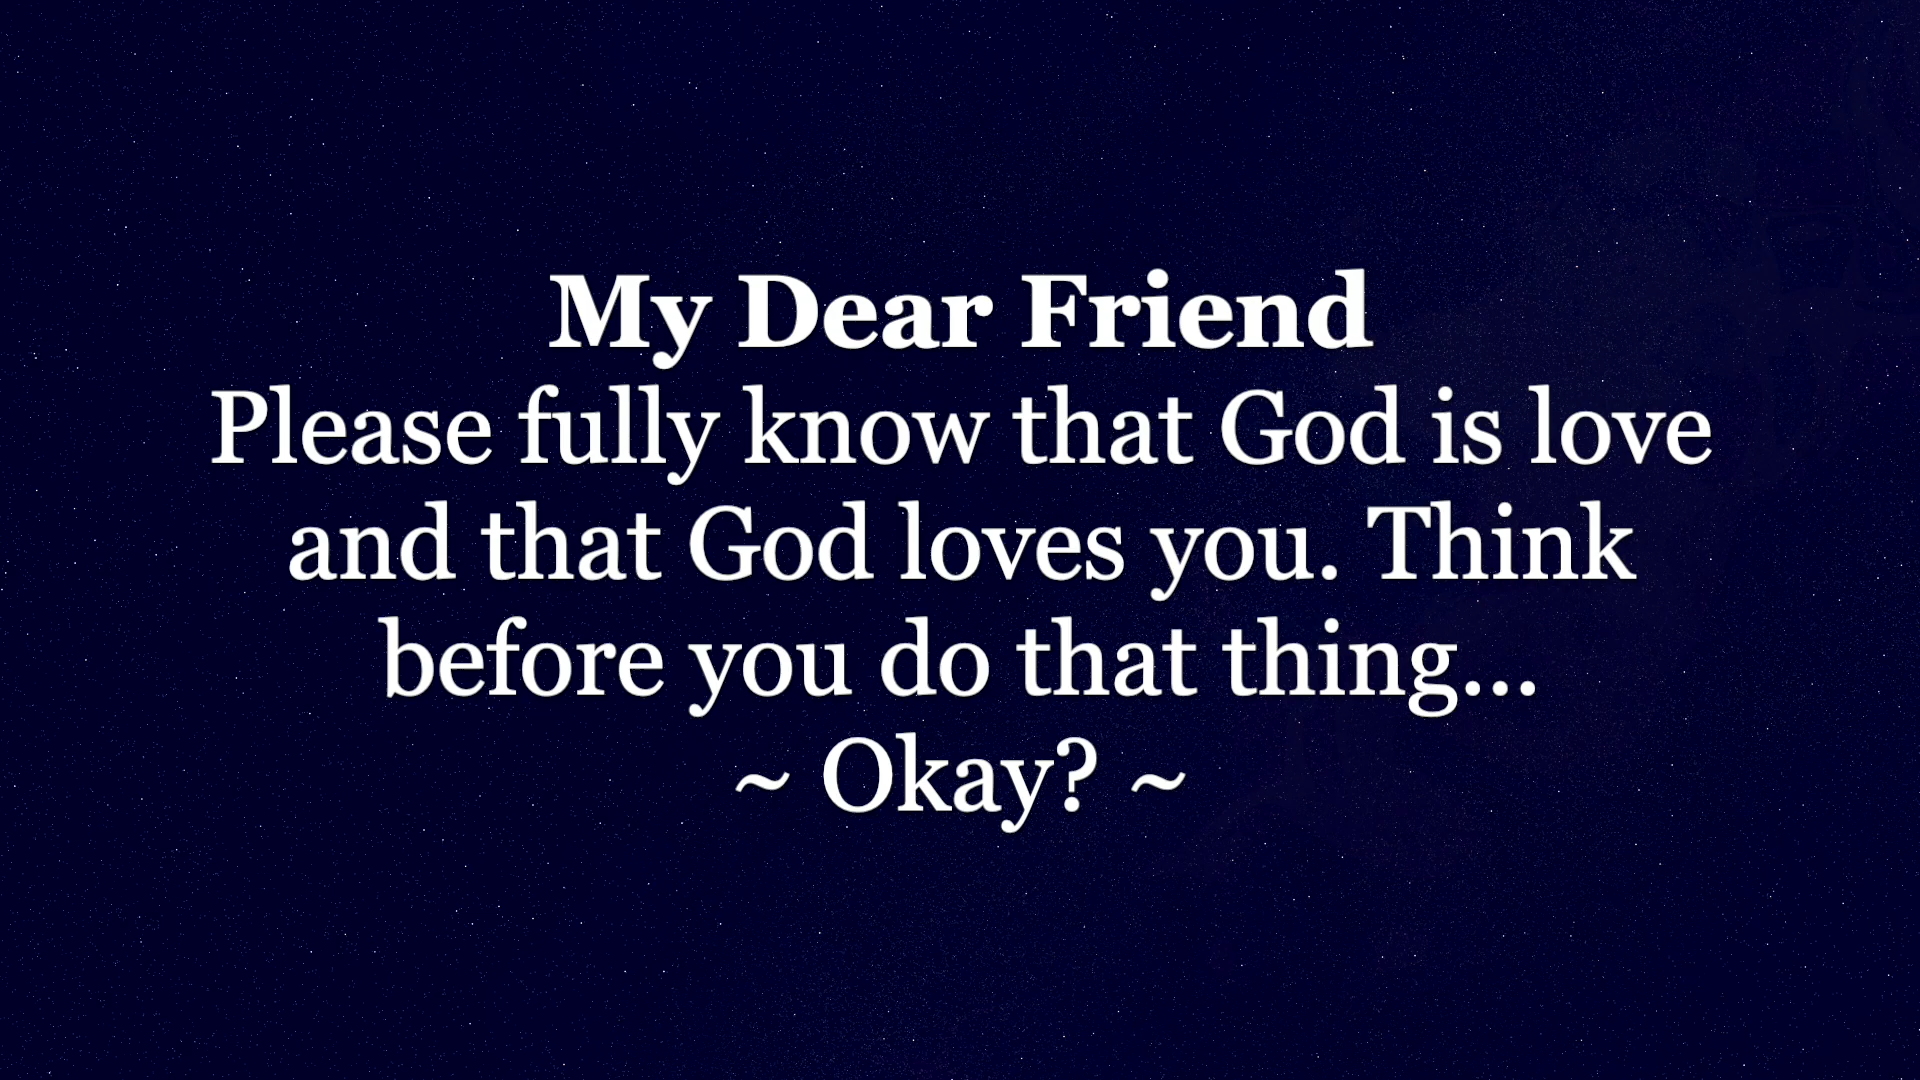 My Dear Friend
Please fully know that God is love
and that God loves you. Think
before you do that thing...
~ Okay? ~